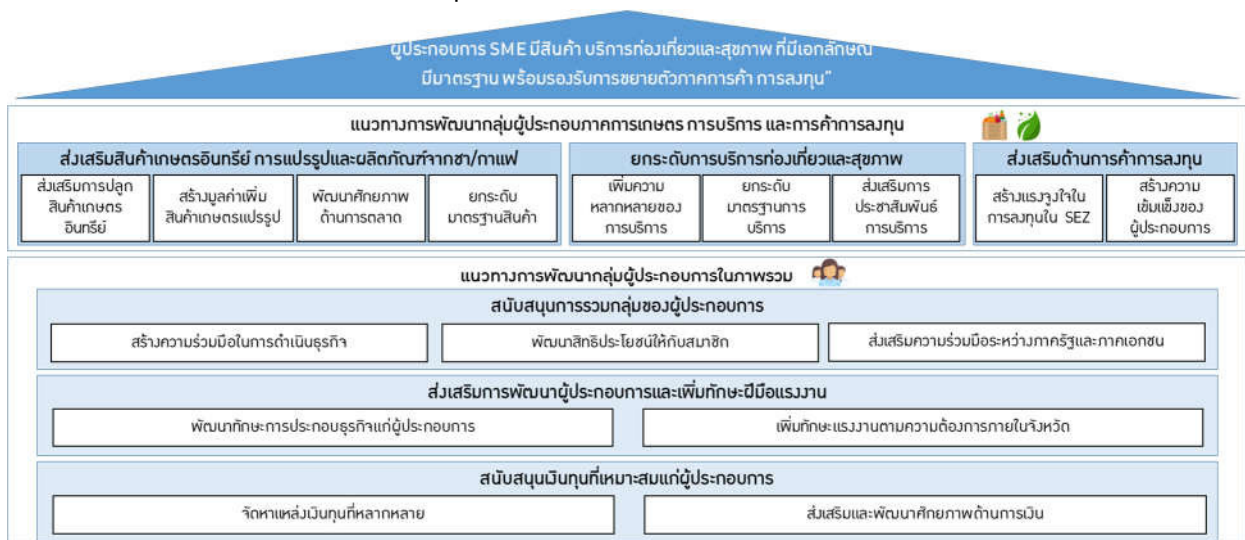 ผู้ประกอบการ SME มีสินค้า บริการท่องเที่ยวและสุขภาพ ที่มีเอกลักษณ์
มีมาตรฐาน พร้อมรองรับการขยายตัวภาคการค้า การลงทุน"
แนวทางการพัฒนากลุ่มผู้ประกอบภาคการเกษตร การบริการ และการค้าการลงทุน
ส่งเสริมสินค้าเกษตรอินทรีย์ การแปรรูปและผลิตภัณฑ์จากชา/กาแฟ
ส่งเสริมการปลูก
สินค้าเกษตร
อินทรีย์
สร้างมูลค่าเพิ่ม
สินค้าเกษตรแปรรูป
พัฒนาศักยภาพ
ด้านการตลาด
ยกระดับ
มาตรฐานสินค้า
ยกระดับการบริการท่องเที่ยวและสุขภาพ
เพิ่มความ
หลากหลายของ
การบริการ
ยกระดับ
มาตรฐานการ
บริการ
ส่งเสริมการ
ประชาสัมพันธ์
การบริการ
ส่งเสริมด้านการค้าการลงทุน
สร้างแรงจูงใจใน
การลงทุนใน SEZ
สร้างความ
เข้มแข็งของ
ผู้ประกอบการ
แนวทางการพัฒนากลุ่มผู้ประกอบการในภาพรวม
สนับสนุนการรวมกลุ่มของผู้ประกอบการ
สร้างความร่วมมือในการดำเนินธุรกิจ
พัฒนาสิทธิประโยชน์ให้กับสมาชิก
ส่งเสริมความร่วมมือระหว่างภาครัฐและภาคเอกชน
ส่งเสริมการพัฒนาผู้ประกอบการและเพิ่มทักษะฝีมือแรงงาน
พัฒนาทักษะการประกอบธุรกิจแก่ผู้ประกอบการ
เพิ่มทักษะแรงงานตามความต้องการภายในจังหวัด
สนับสนุนเงินทุนที่เหมาะสมแก่ผู้ประกอบการ
จัดหาแหล่งเงินทุนที่หลากหลาย
ส่งเสริมและพัฒนาศักยภาพด้านการเงิน